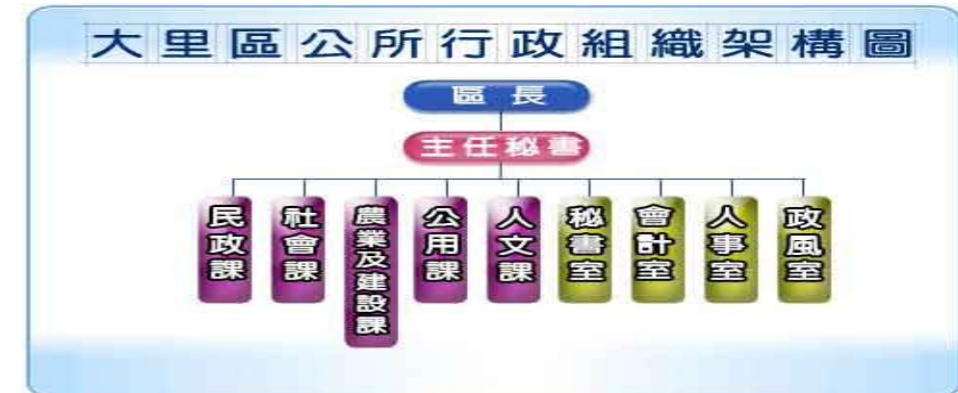 大里區公所行政組織架構圖
區長
主任秘書
民政課
社會課
農業及建設課
公用課
人文課
秘書室
會計室
人事室
政風室